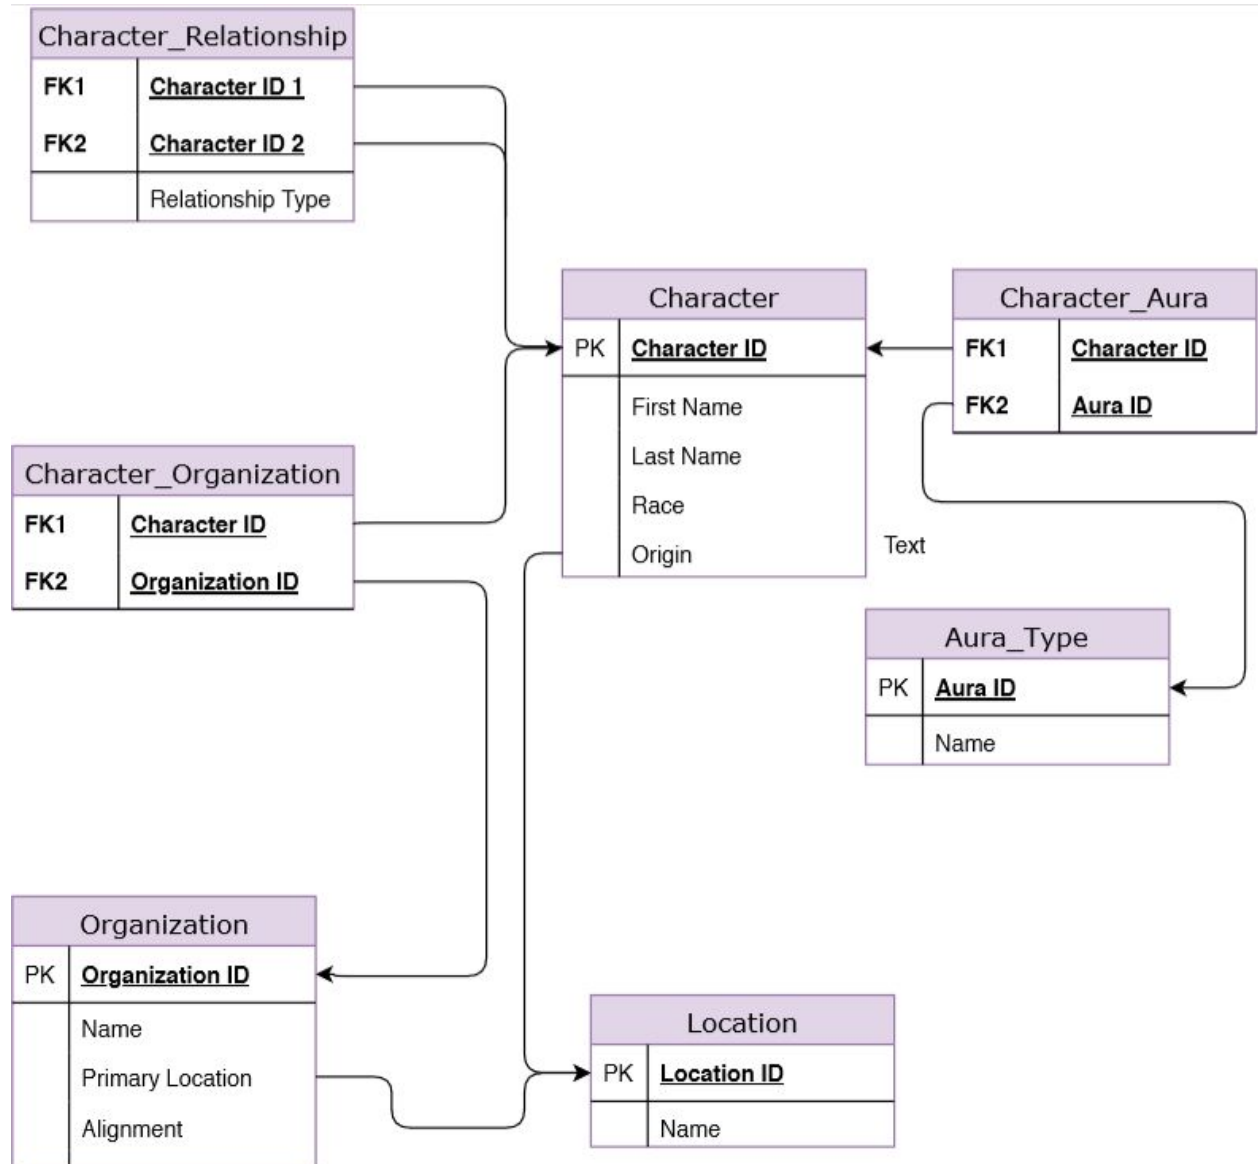 Character_Relationship
FK1 Character ID 1
FK2 Character ID 2
Relationship Type
Character
PK Character ID
First Name
Last Name
Race
Origin
Character_Aura
FK1 Character ID
FK2 Aura ID
Character_Organization
FK1 Character ID
FK2 Organization ID
Text
Aura_Type
PK Aura ID
Name
Organization
PK Organization ID
Name
Primary Location
Alignment
Location
PK Location ID
Name